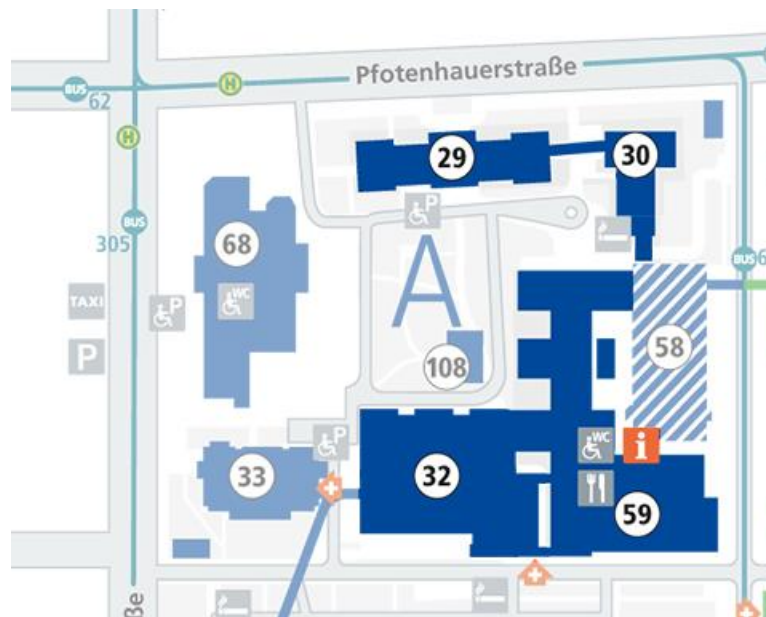 Pfotenhauerstraße
BUS
62
H
H
29
30
P
BUS
305
68
A
BUS
6
TAXI
P
WC
P
58
108
P
WC
i
33
32
59
ße